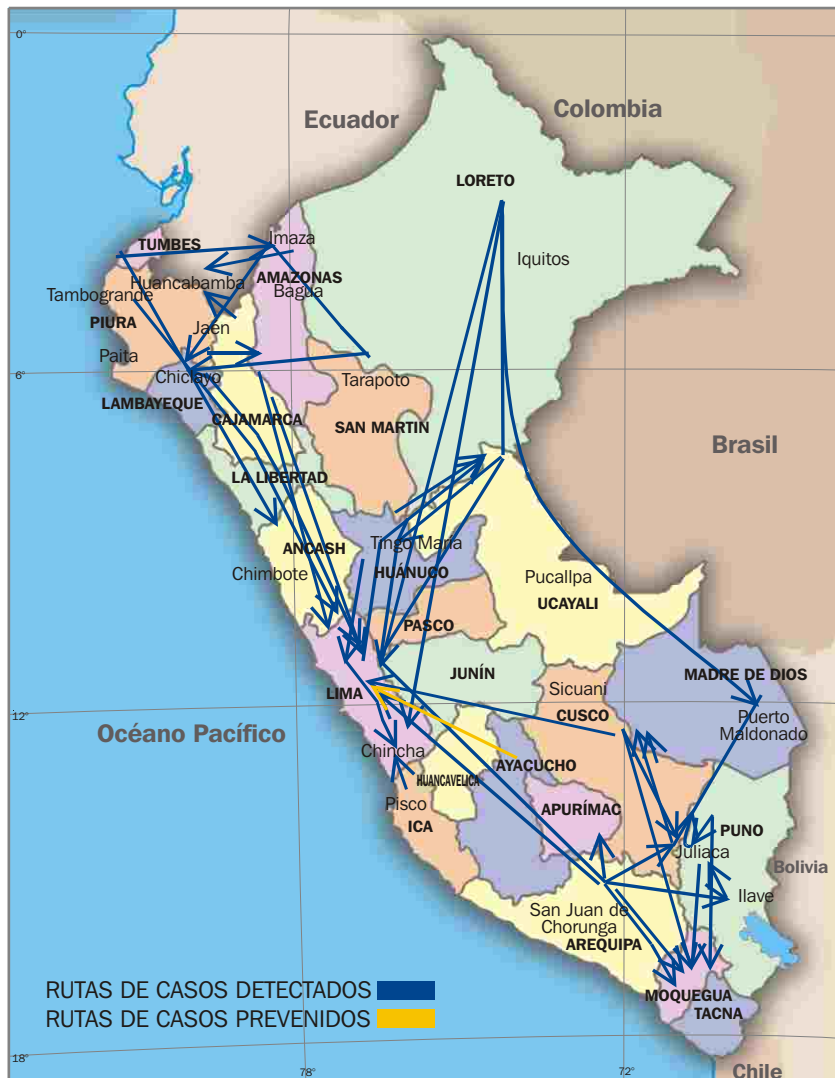 0°
Colombia
Ecuador
LORETO
TUMBES
Imaza
Iquitos
AMAZONAS
Huancabamba
Bagua
Tambogrande
PIURA
Jaen
Paita
6°
Chiclayo
Tarapoto
LAMBAYEQUE
CAJAMARCA
SAN MARTIN
Brasil
LA LIBERTAD
ANCASH
Tingo María
Chimbote
HUÁNUCO
Pucallpa
UCAYALI
PASCO
JUNÍN
MADRE DE DIOS
Sicuani
LIMA
12°
CUSCO
Puerto
Maldonado
Océano Pacífico
Chincha
AYACUCHO
HUANCAVELICA
Pisco
APURÍMAC
ICA
PUNO
Juliaca
Bolivia
Ilave
San Juan de
Chorunga
AREQUIPA
RUTAS DE CASOS DETECTADOS
MOQUEGUA
RUTAS DE CASOS PREVENIDOS
TACNA
18°
78°
72°
Chile